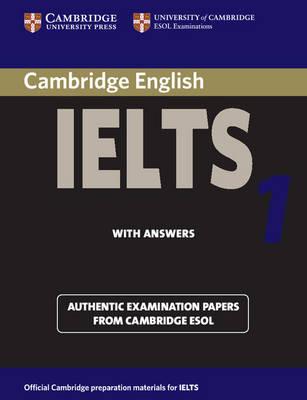 CAMBRIDGE
UNIVERSITY PRESS
UNIVERSITY of CAMBRIDGE
ESOL Examinations
Cambridge English
IELTS 1
WITH ANSWERS
AUTHENTIC EXAMINATION PAPERS
FROM CAMBRIDGE ESOL
Official Cambridge preparation materials for IELTS